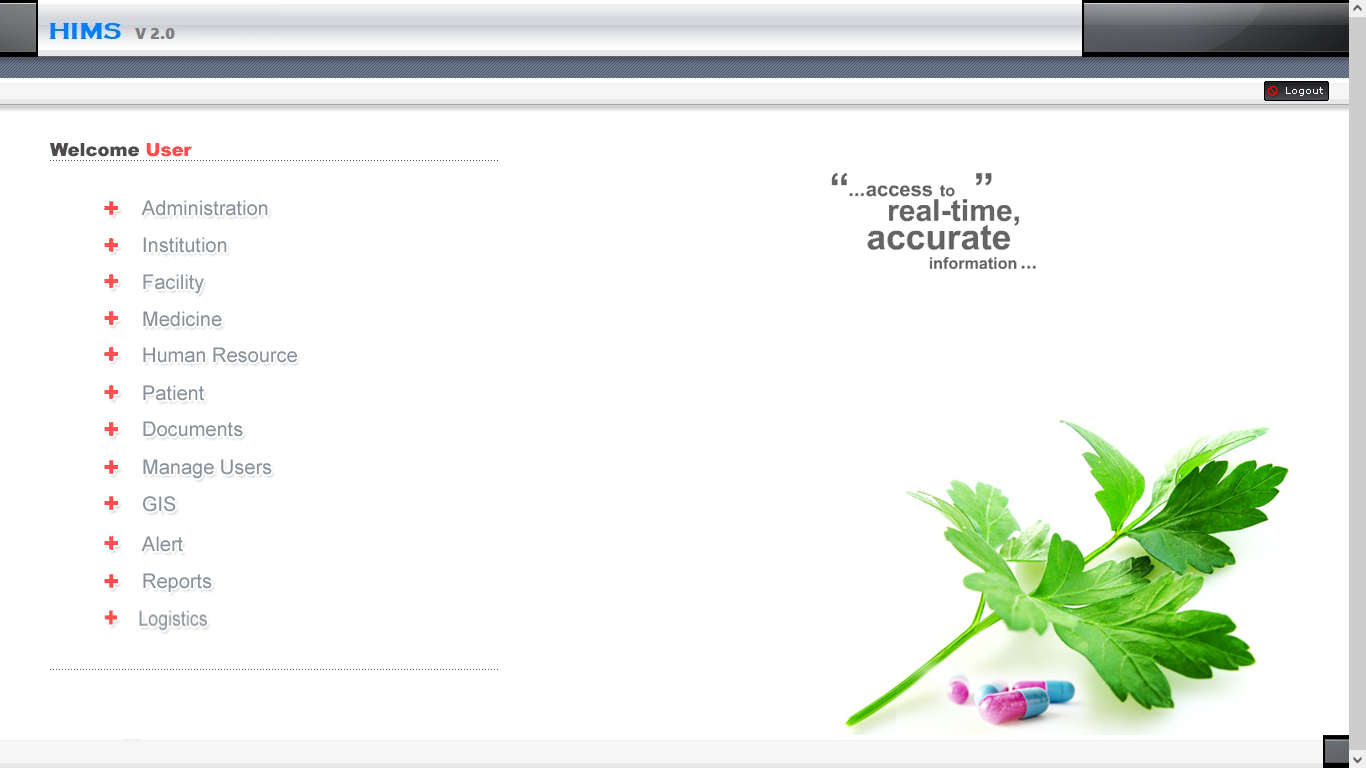 HIMS V 2.0
Logout
Welcome User
Administration
Institution
Facility
Medicine
Human Resource
Patient
Documents
Manage Users
GIS
Alert
Reports
Logistics
“...access to ”
real-time,
accurate
information ...